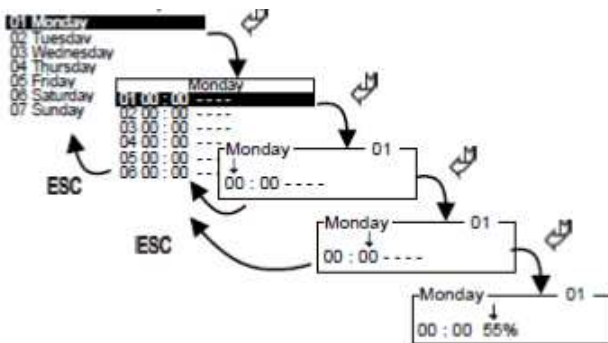 01 Monday
02 Tuesday
03 Wednesday
04 Thursday
05 Friday
06 Saturday
07 Sunday
ESC
Monday
01 00 : 00 - - - -
02 00 : 00 - - - -
03 00 : 00 - - - -
04 00 : 00 - - - -
05 00 : 00
06 00 : 00
ESC
Monday 01
00 : 00 - - - -
Monday 01
00 : 00 - - - -
Monday 01
00 : 00 55%